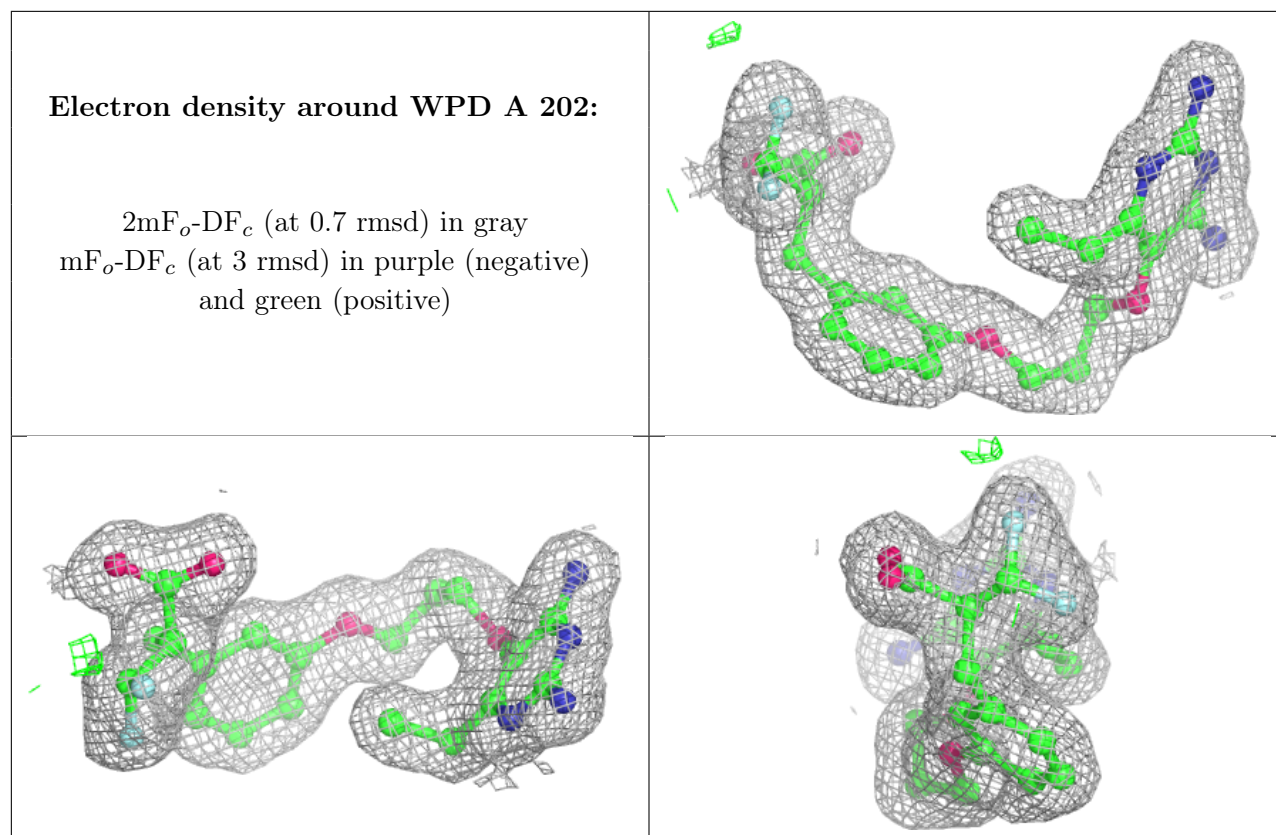 Electron density around WPD A 202:
2mFo-DFc (at 0.7 rmsd) in gray
mFo-DFc (at 3 rmsd) in purple (negative)
and green (positive)